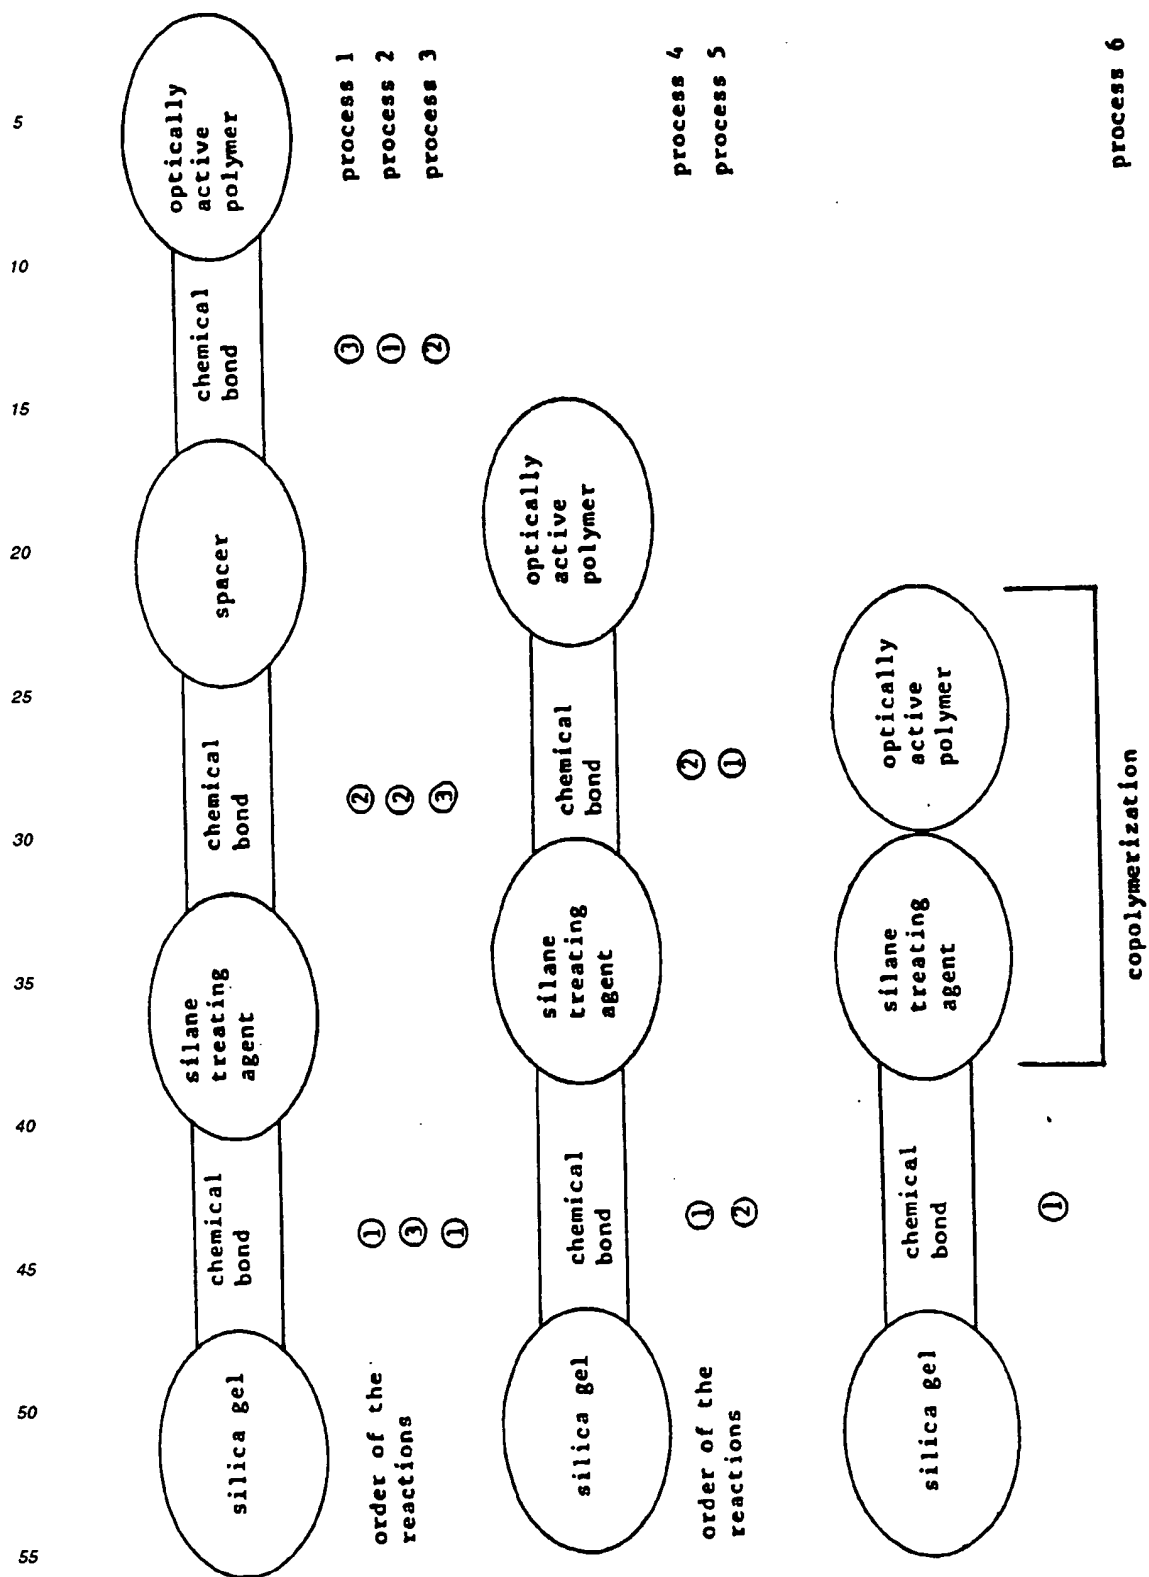 silica gel
chemical
bond
silane
treating
agent
chemical
bond
spacer
chemical
bond
optically
active
polymer
order of the
reactions
① ② ③ process 1
③ ② ① process 2
① ③ ② process 3
silica gel
chemical
bond
silane
treating
agent
chemical
bond
optically
active
polymer
order of the
reactions
① ② process 4
② ① process 5
silica gel
chemical
bond
silane
treating
agent
optically
active
polymer
①
copolymerization
process 6
5
10
15
20
25
30
35
40
45
50
55